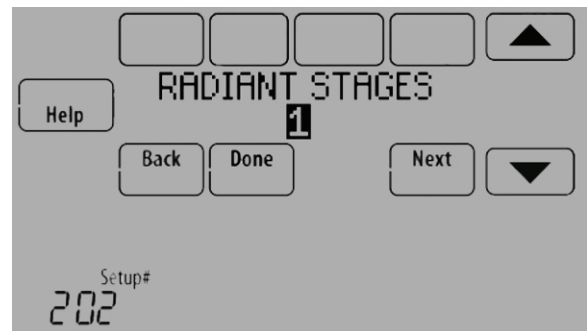 RADIANT STAGES
Help
1
Back Done Next
Setup#
202